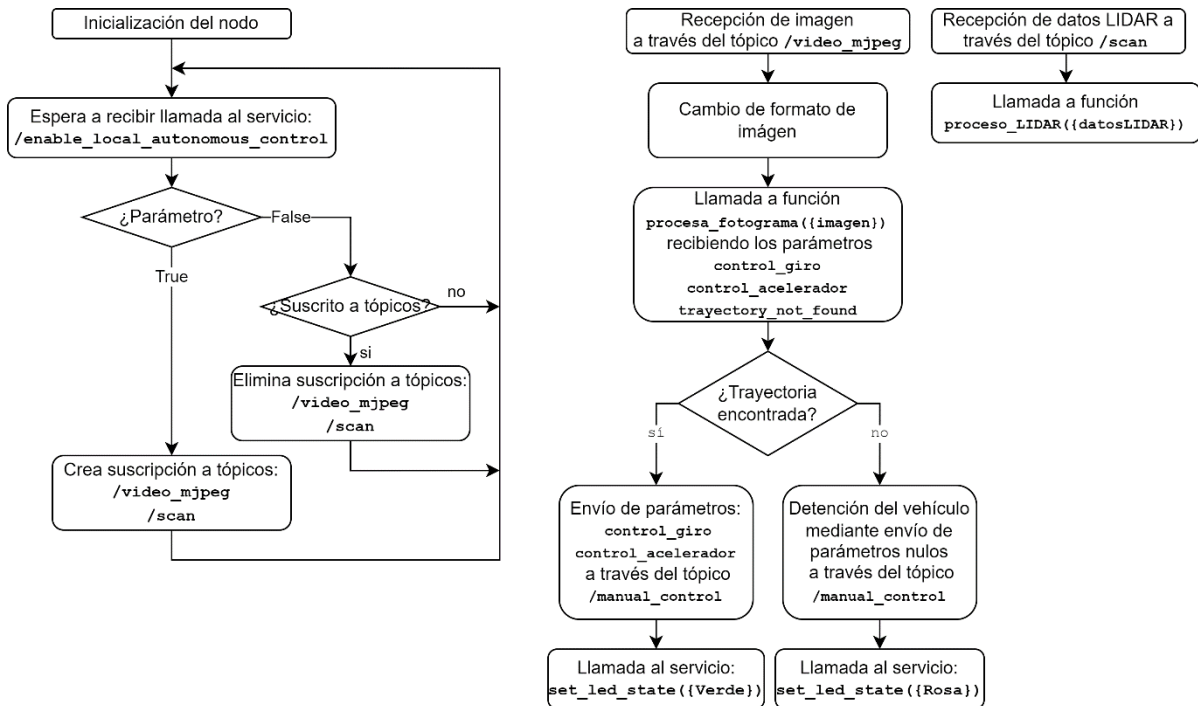 Inicialización del nodo
Espera a recibir llamada al servicio:
/enable_local_autonomous_control
¿Parámetro?
False
True
¿Suscrito a tópicos?
no
si
Elimina suscripción a tópicos:
/video_mjpeg
/scan
Crea suscripción a tópicos:
/video_mjpeg
/scan
Recepción de imagen
a través del tópico /video_mjpeg
Cambio de formato de
imágen
Llamada a función
procesa_fotograma({imagen})
recibiendo los parámetros
control_giro
control_acelerador
trayectory_not_found
¿Trayectoria
encontrada?
sí
no
Envío de parámetros:
control_giro
control_acelerador
a través del tópico
/manual_control
Llamada al servicio:
set_led_state({Verde})
Detención del vehículo
mediante envío de
parámetros nulos
a través del tópico
/manual_control
Llamada al servicio:
set_led_state({Rosa})
Recepción de datos LIDAR a
través del tópico /scan
Llamada a función
proceso_LIDAR({datosLIDAR})